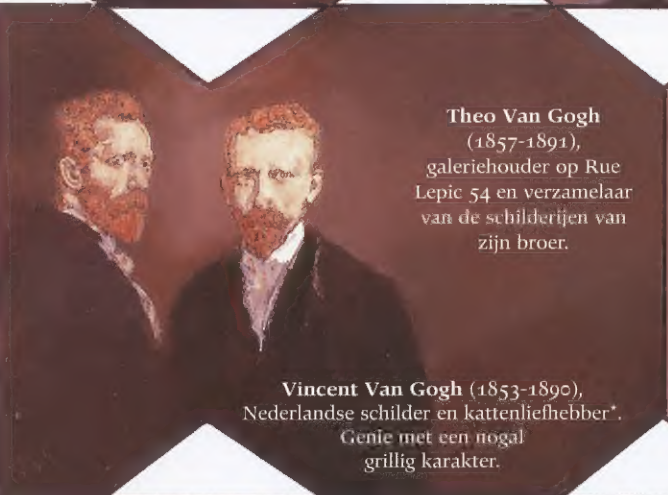 Theo Van Gogh
(1857-1891),
galeriehouder op Rue
Lepic 54 en verzamelaar
van de schilderijen van
zijn broer.
Vincent Van Gogh (1853-1890),
Nederlandse schilder en kattenliefhebber*.
Genie met een nogal
grillig karakter.